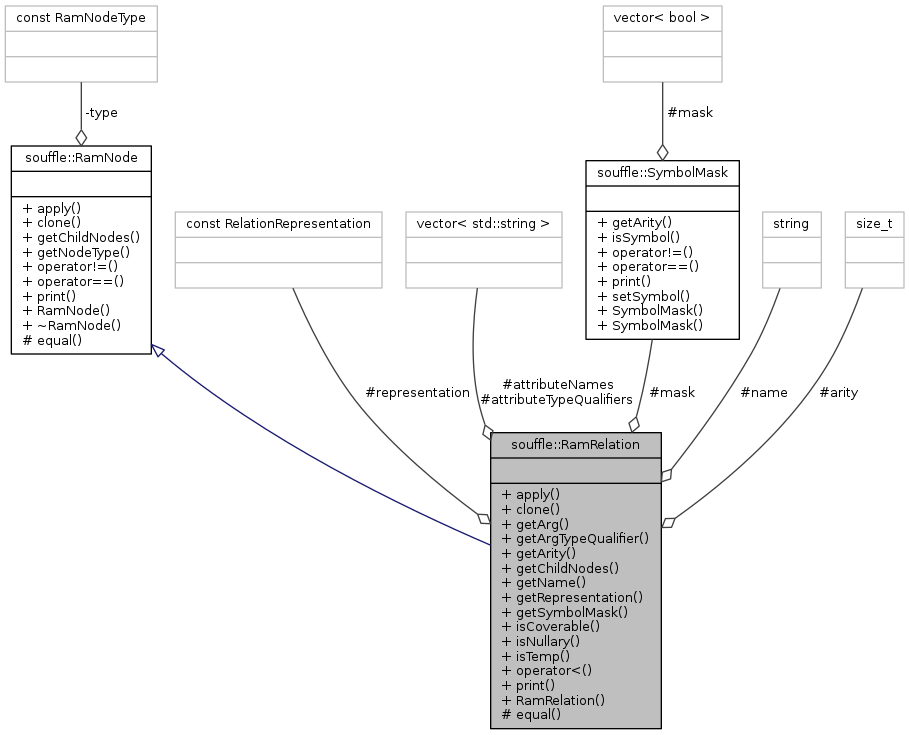 const RamNodeType
vector< bool >
-type
#mask
souffle::RamNode
+ apply()
+ clone()
+ getChildNodes()
+ getNodeType()
+ operator!=()
+ operator==()
+ print()
+ RamNode()
+ ~RamNode()
# equal()
const RelationRepresentation
vector< std::string >
souffle::SymbolMask
+ getArity()
+ isSymbol()
+ operator!=()
+ operator==()
+ print()
+ setSymbol()
+ SymbolMask()
+ SymbolMask()
string
size_t
#representation
#attributeNames
#attributeTypeQualifiers
#mask
#name
#arity
souffle::RamRelation
+ apply()
+ clone()
+ getArg()
+ getArgTypeQualifier()
+ getArity()
+ getChildNodes()
+ getName()
+ getRepresentation()
+ getSymbolMask()
+ isCoverable()
+ isNullary()
+ isTemp()
+ operator<()
+ print()
+ RamRelation()
# equal()